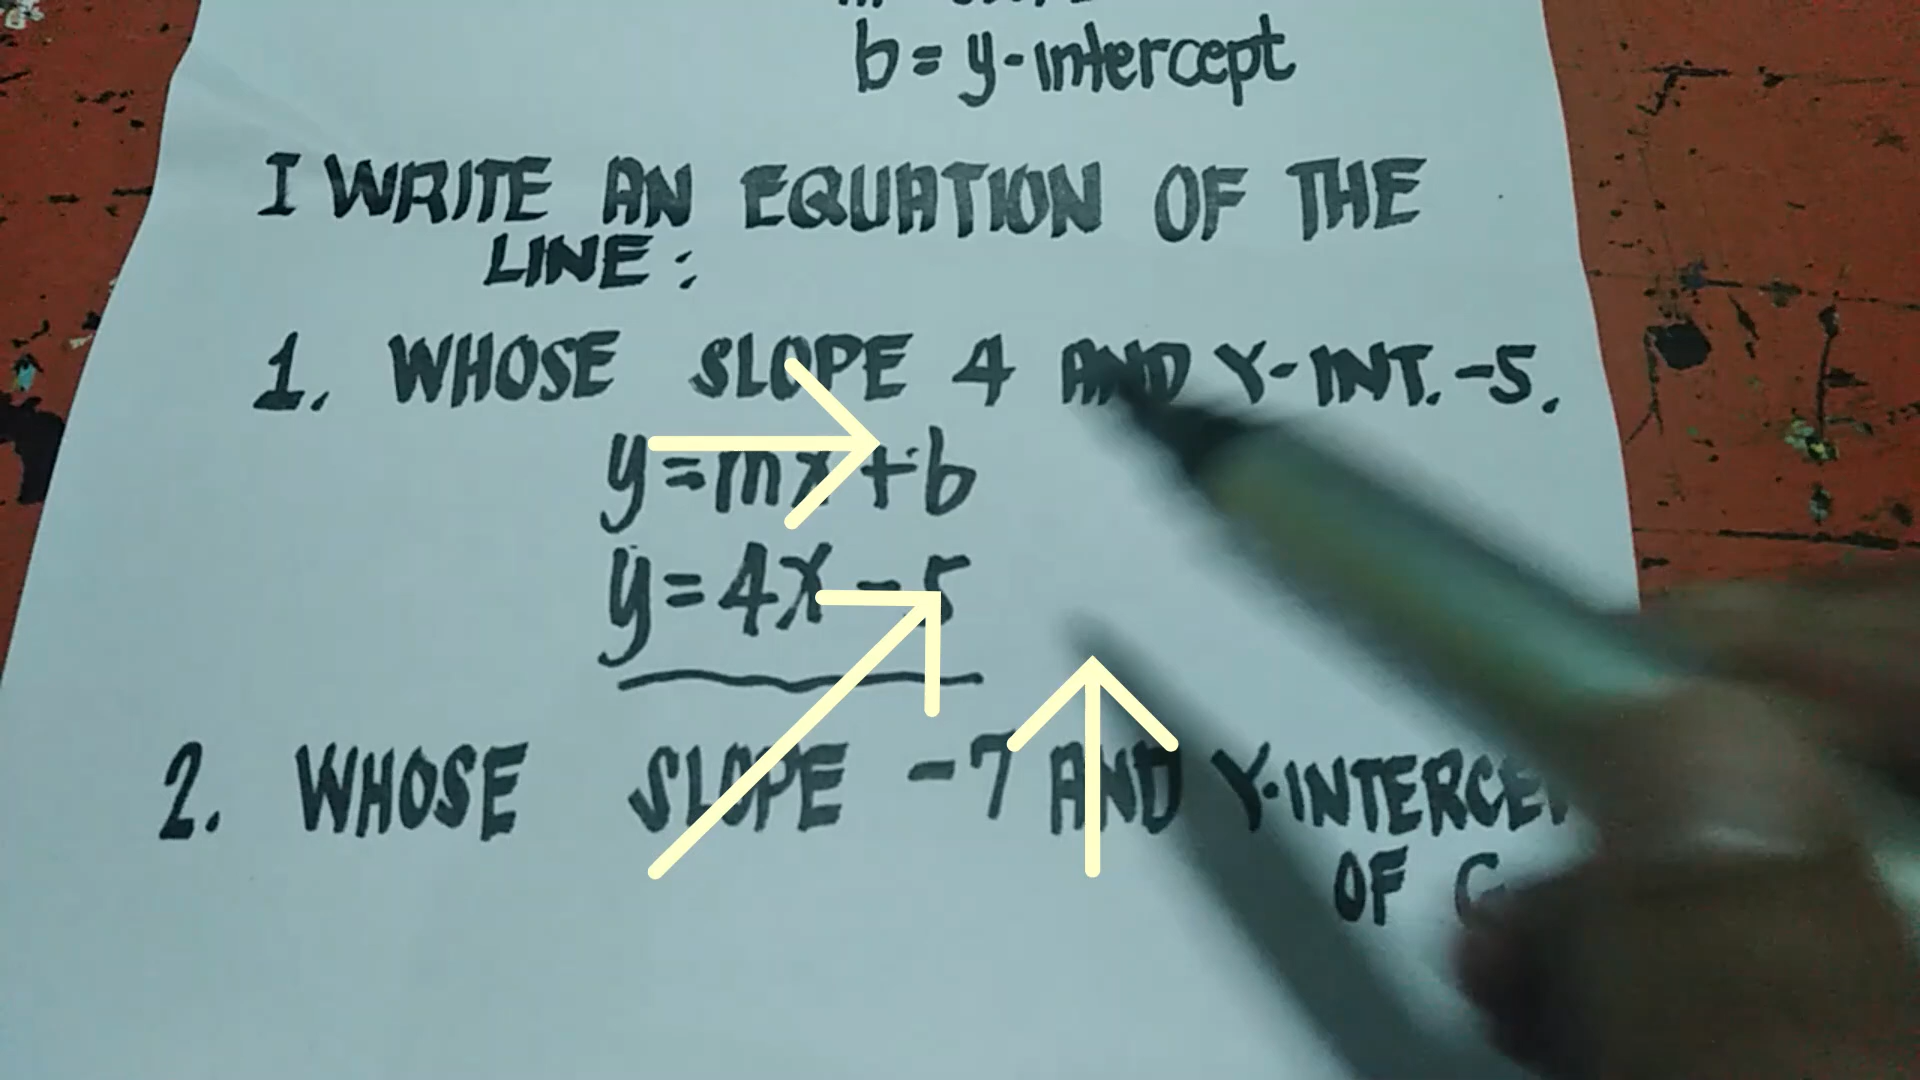 b = y-intercept
I WRITE AN EQUATION OF THE
LINE:
1. WHOSE SLOPE 4 AND Y-INT. -5.
y=mx+b
y=4x-5
2. WHOSE SLOPE -7 AND
OF